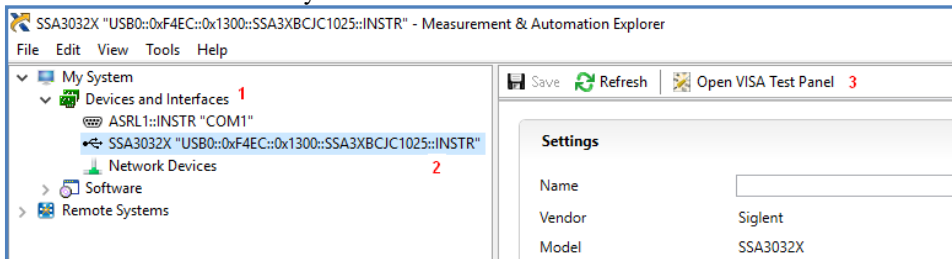 SSA3032X "USB0::0xF4EC::0x1300::SSA3XBCJC1025::INSTR" - Measurement & Automation Explorer
File Edit View Tools Help
My System
Devices and Interfaces 1
ASRL1::INSTR "COM1"
SSA3032X "USB0::0xF4EC::0x1300::SSA3XBCJC1025::INSTR"
2
Network Devices
Software
Remote Systems
Save Refresh Open VISA Test Panel 3
Settings
Name
Vendor Siglent
Model SSA3032X